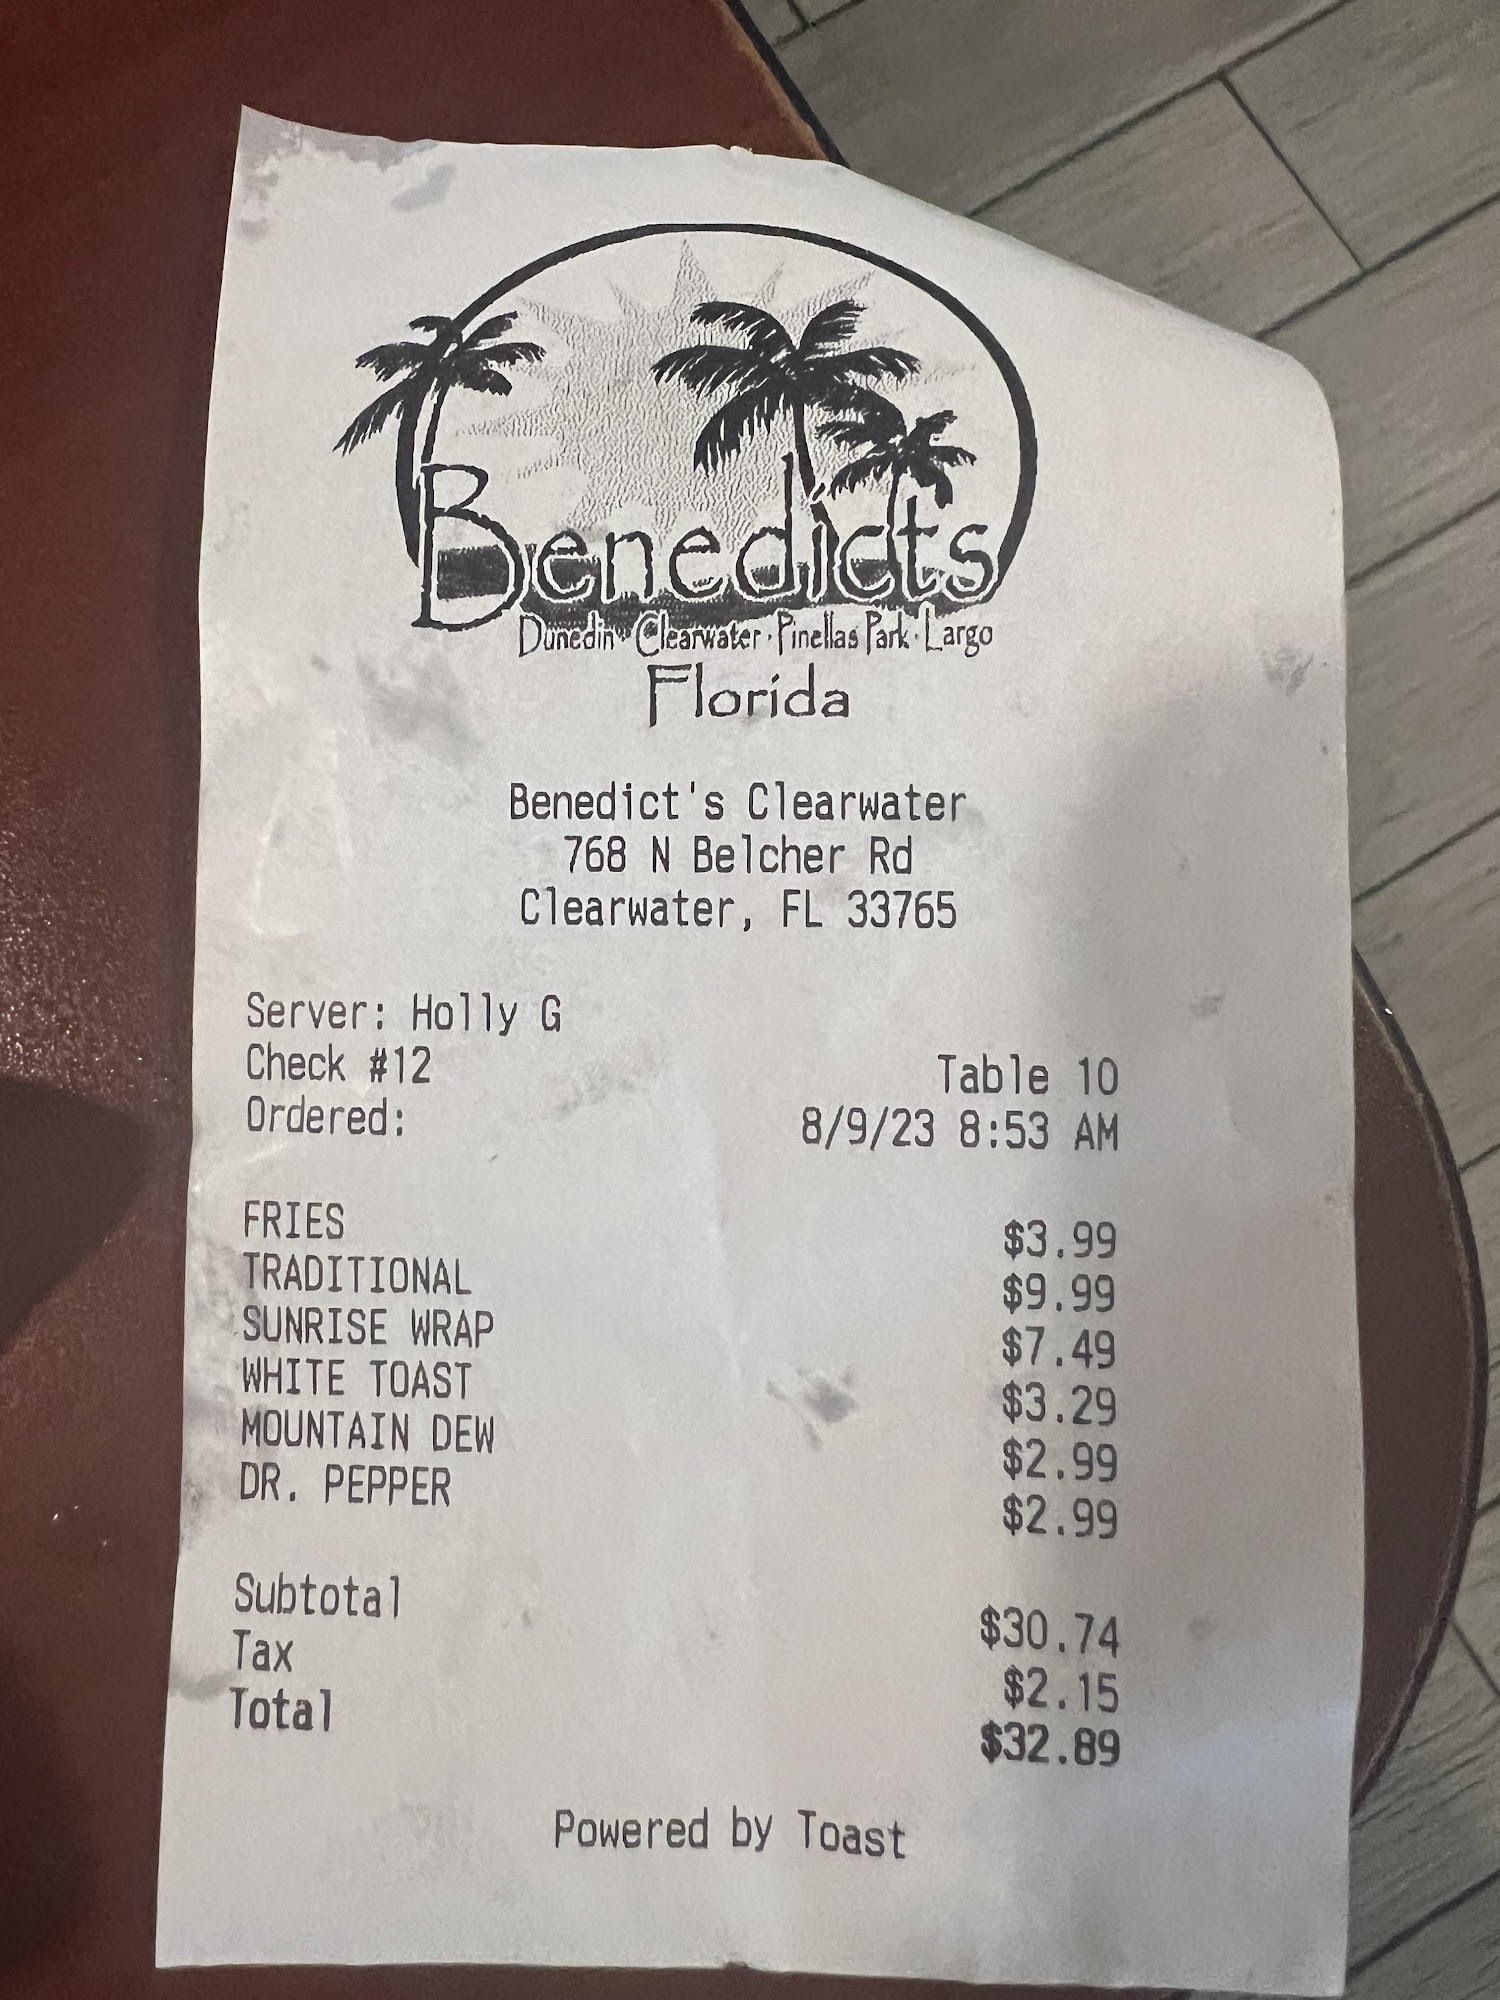 Benedicts
Dunedin · Clearwater · Pinellas Park · Largo
Florida
Benedict's Clearwater
768 N Belcher Rd
Clearwater, FL 33765
Server: Holly G
Check #12 Table 10
Ordered: 8/9/23 8:53 AM
FRIES $3.99
TRADITIONAL $9.99
SUNRISE WRAP $7.49
WHITE TOAST $3.29
MOUNTAIN DEW $2.99
DR. PEPPER $2.99
Subtotal $30.74
Tax $2.15
Total $32.89
Powered by Toast